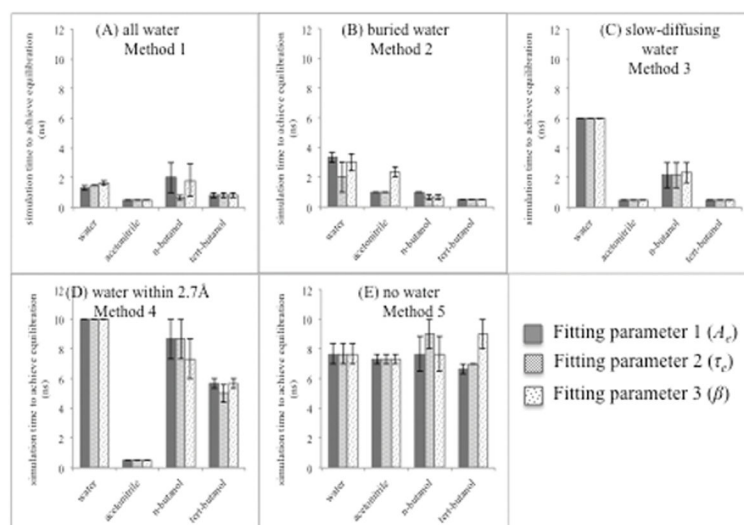 (A) all water
Method 1
simulation time to achieve equilibration
(ns)
12
10
8
6
4
2
0
water
acetonitrile
n-butanol
tert-butanol
(B) buried water
Method 2
simulation time to achieve equilibration
(ns)
12
10
8
6
4
2
0
water
acetonitrile
n-butanol
tert-butanol
(C) slow-diffusing
water
Method 3
simulation time to achieve equilibration
(ns)
12
10
8
6
4
2
0
water
acetonitrile
n-butanol
tert-butanol
(D) water within 2.7Å
Method 4
simulation time to achieve equilibration
(ns)
12
10
8
6
4
2
0
water
acetonitrile
n-butanol
tert-butanol
(E) no water
Method 5
simulation time to achieve equilibration
(ns)
12
10
8
6
4
2
0
water
acetonitrile
n-butanol
tert-butanol
Fitting parameter 1 (A_e)
Fitting parameter 2 (τ_e)
Fitting parameter 3 (β)